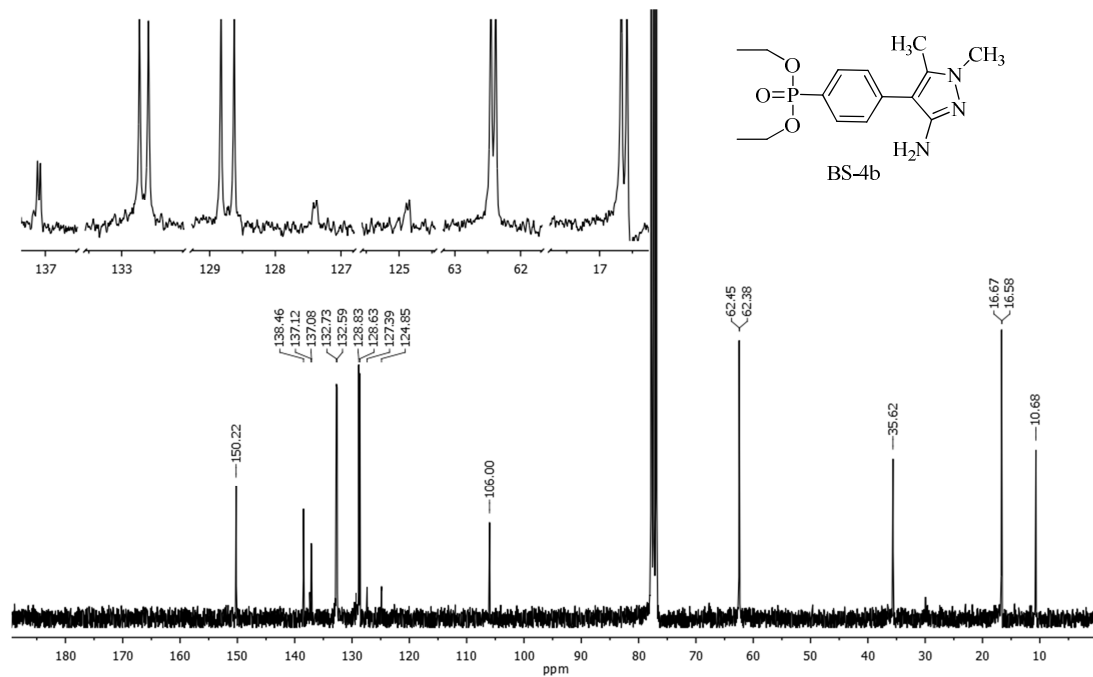 H₃C
CH₃
O
N
O=P
N
O
H₂N
BS-4b
137 133 129 128 127 125 63 62 17
138.46
137.12
137.08
132.73
132.59
128.83
128.63
127.39
124.85
62.45
62.38
16.67
16.58
150.22
106.00
35.62
10.68
180 170 160 150 140 130 120 110 100 90 80 70 60 50 40 30 20 10
ppm